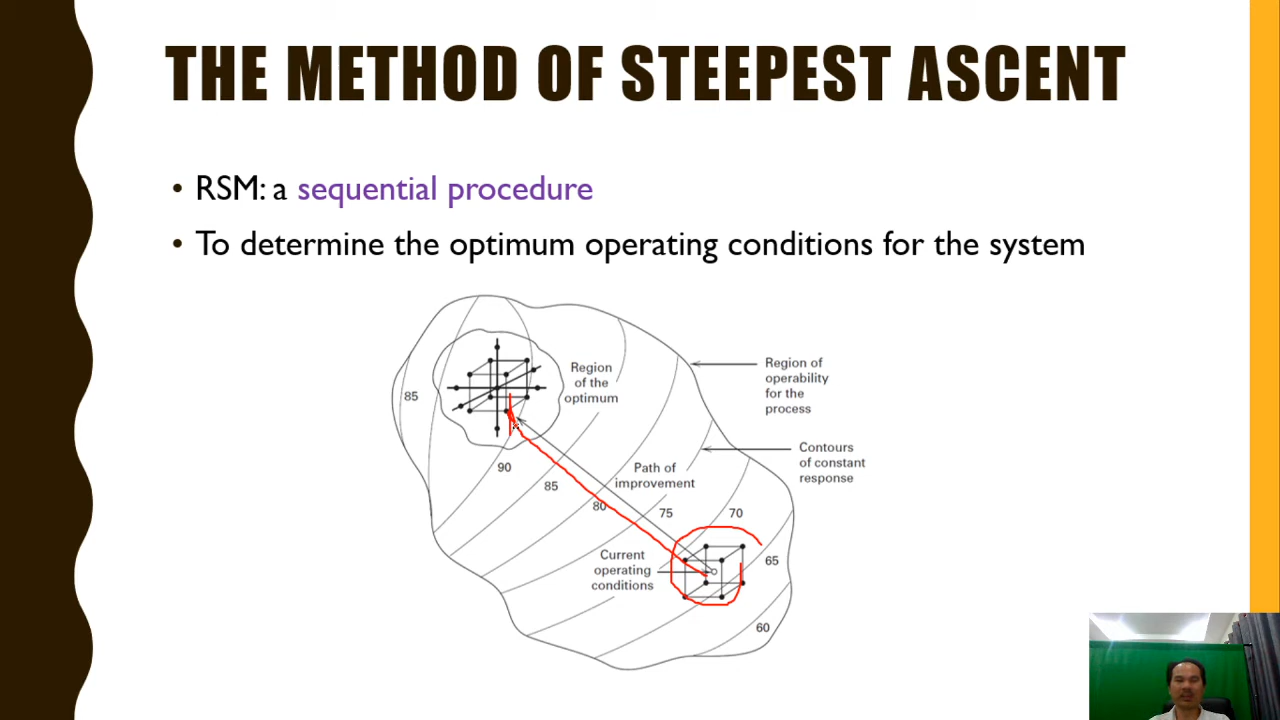 THE METHOD OF STEEPEST ASCENT
• RSM: a sequential procedure
• To determine the optimum operating conditions for the system
Region
of the
optimum
Region of
operability
for the
process
85
Contours
of constant
response
Path of
improvement
90
85
80
75
70
65
60
Current
operating
conditions